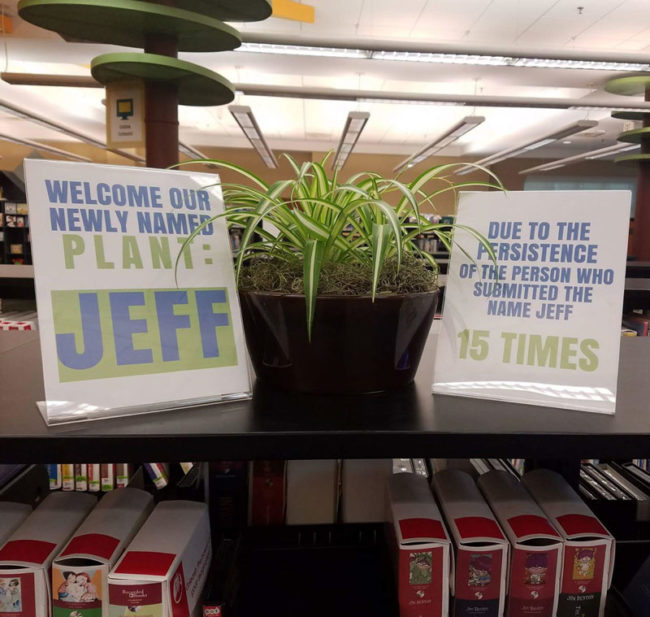 WELCOME OUR
NEWLY NAMED
PLANT:
JEFF
DUE TO THE
PERSISTENCE
OF THE PERSON WHO
SUBMITTED THE
NAME JEFF
15 TIMES